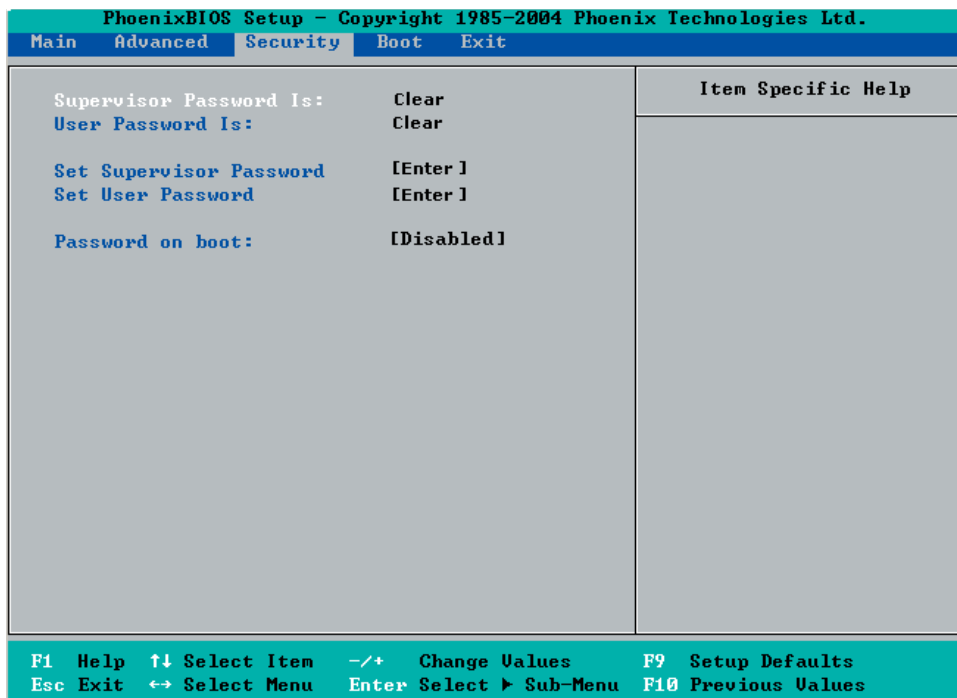 PhoenixBIOS Setup - Copyright 1985-2004 Phoenix Technologies Ltd.
Main Advanced Security Boot Exit
Item Specific Help
Supervisor Password Is: Clear
User Password Is: Clear
Set Supervisor Password [Enter]
Set User Password [Enter]
Password on boot: [Disabled]
F1 Help ↑↓ Select Item -/+ Change Values F9 Setup Defaults
Esc Exit ↔ Select Menu Enter Select ▶ Sub-Menu F10 Previous Values